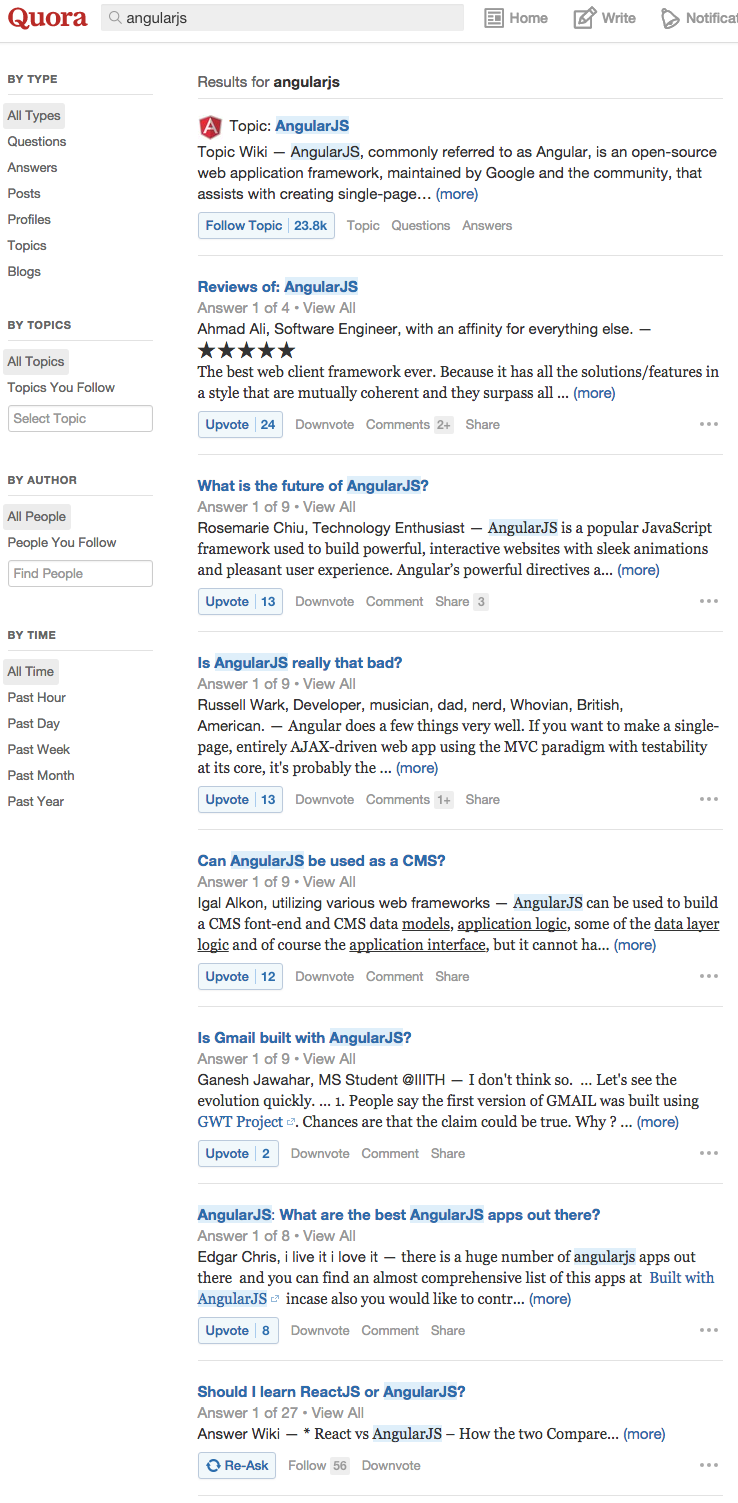 Quora
angularjs
Home
Write
Notificat
BY TYPE
All Types
Questions
Answers
Posts
Profiles
Topics
Blogs
BY TOPICS
All Topics
Topics You Follow
Select Topic
BY AUTHOR
All People
People You Follow
Find People
BY TIME
All Time
Past Hour
Past Day
Past Week
Past Month
Past Year
Results for angularjs
Topic: AngularJS
Topic Wiki — AngularJS, commonly referred to as Angular, is an open-source
web application framework, maintained by Google and the community, that
assists with creating single-page… (more)
Follow Topic 23.8k Topic Questions Answers
Reviews of: AngularJS
Answer 1 of 4 • View All
Ahmad Ali, Software Engineer, with an affinity for everything else. —
★★★★★
The best web client framework ever. Because it has all the solutions/features in
a style that are mutually coherent and they surpass all ... (more)
Upvote 24 Downvote Comments 2+ Share
What is the future of AngularJS?
Answer 1 of 9 • View All
Rosemarie Chiu, Technology Enthusiast — AngularJS is a popular JavaScript
framework used to build powerful, interactive websites with sleek animations
and pleasant user experience. Angular's powerful directives a... (more)
Upvote 13 Downvote Comment Share 3
Is AngularJS really that bad?
Answer 1 of 9 • View All
Russell Wark, Developer, musician, dad, nerd, Whovian, British,
American. — Angular does a few things very well. If you want to make a single-
page, entirely AJAX-driven web app using the MVC paradigm with testability
at its core, it's probably the ... (more)
Upvote 13 Downvote Comments 1+ Share
Can AngularJS be used as a CMS?
Answer 1 of 9 • View All
Igal Alkon, utilizing various web frameworks — AngularJS can be used to build
a CMS font-end and CMS data models, application logic, some of the data layer
logic and of course the application interface, but it cannot ha... (more)
Upvote 12 Downvote Comment Share
Is Gmail built with AngularJS?
Answer 1 of 9 • View All
Ganesh Jawahar, MS Student @IIITH — I don't think so. ... Let's see the
evolution quickly. ... 1. People say the first version of GMAIL was built using
GWT Project. Chances are that the claim could be true. Why ? ... (more)
Upvote 2 Downvote Comment Share
AngularJS: What are the best AngularJS apps out there?
Answer 1 of 8 • View All
Edgar Chris, i live it i love it — there is a huge number of angularjs apps out
there and you can find an almost comprehensive list of this apps at Built with
AngularJS incase also you would like to contr... (more)
Upvote 8 Downvote Comment Share
Should I learn ReactJS or AngularJS?
Answer 1 of 27 • View All
Answer Wiki — * React vs AngularJS – How the two Compare... (more)
Re-Ask Follow 56 Downvote